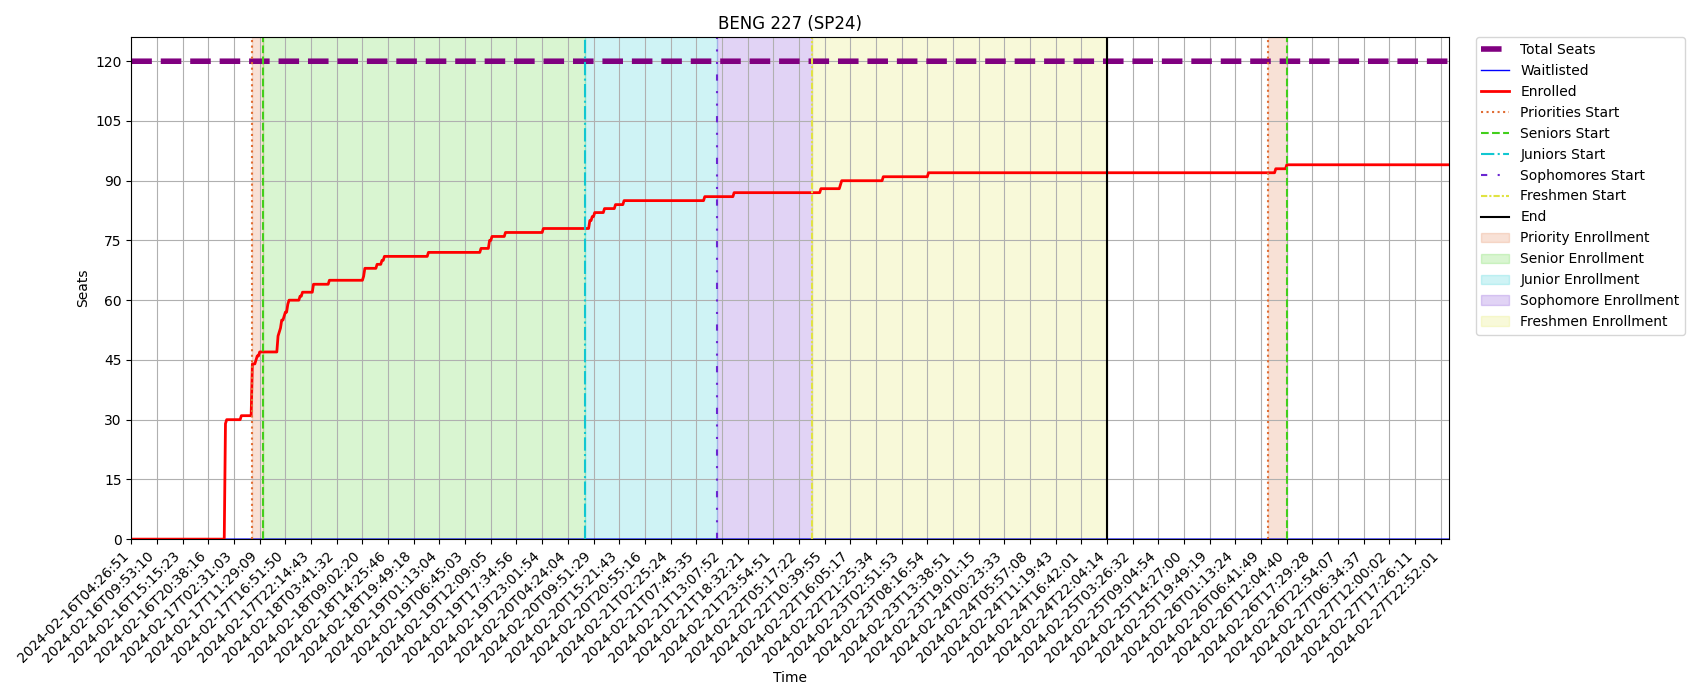 BENG 227 (SP24)
Seats
120
105
90
75
60
45
30
15
0
2024-02-16T04:26:51
2024-02-16T09:53:10
2024-02-16T15:15:23
2024-02-16T20:38:16
2024-02-17T02:31:03
2024-02-17T11:29:09
2024-02-17T16:51:50
2024-02-17T22:14:43
2024-02-18T03:41:32
2024-02-18T09:02:20
2024-02-18T14:25:46
2024-02-18T19:49:18
2024-02-19T01:13:04
2024-02-19T06:45:03
2024-02-19T12:09:05
2024-02-19T17:34:56
2024-02-19T23:01:54
2024-02-20T04:24:04
2024-02-20T09:51:29
2024-02-20T15:21:43
2024-02-20T20:55:16
2024-02-21T02:25:24
2024-02-21T07:45:35
2024-02-21T13:07:52
2024-02-21T18:32:21
2024-02-21T23:54:51
2024-02-22T05:17:22
2024-02-22T10:39:55
2024-02-22T16:05:17
2024-02-22T21:25:34
2024-02-23T02:51:53
2024-02-23T08:16:54
2024-02-23T13:38:51
2024-02-23T19:01:15
2024-02-24T00:23:33
2024-02-24T05:57:08
2024-02-24T11:19:43
2024-02-24T16:42:01
2024-02-24T22:04:14
2024-02-25T03:26:32
2024-02-25T09:04:54
2024-02-25T14:27:00
2024-02-25T19:49:19
2024-02-26T01:13:24
2024-02-26T06:41:49
2024-02-26T12:04:40
2024-02-26T17:29:28
2024-02-26T22:54:07
2024-02-27T06:34:37
2024-02-27T12:00:02
2024-02-27T17:26:11
2024-02-27T22:52:01
Time
Total Seats
Waitlisted
Enrolled
Priorities Start
Seniors Start
Juniors Start
Sophomores Start
Freshmen Start
End
Priority Enrollment
Senior Enrollment
Junior Enrollment
Sophomore Enrollment
Freshmen Enrollment